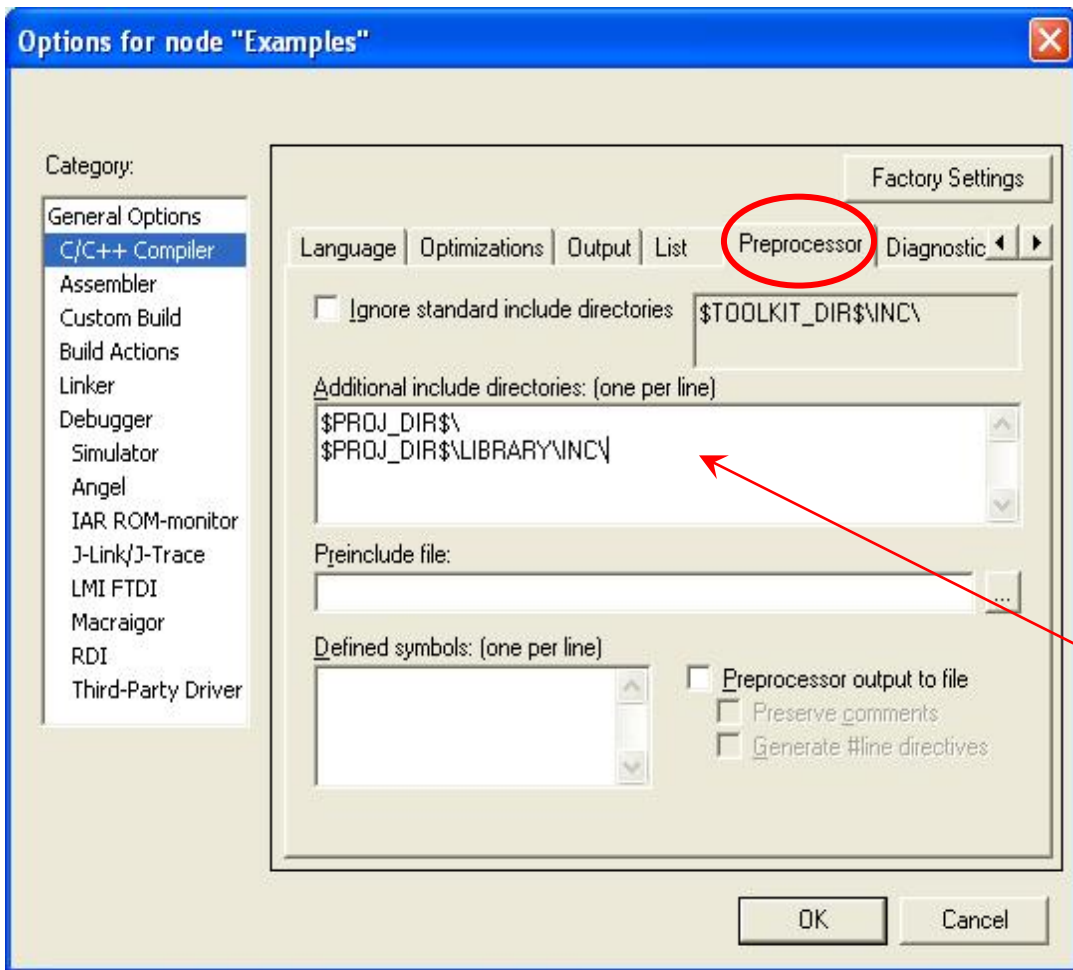 Options for node "Examples"
Category:
Factory Settings
General Options
C/C++ Compiler
Assembler
Custom Build
Build Actions
Linker
Debugger
Simulator
Angel
IAR ROM-monitor
J-Link/J-Trace
LMI FTDI
Macraigor
RDI
Third-Party Driver
Language Optimizations Output List Preprocessor Diagnostic
Ignore standard include directories $TOOLKIT_DIR$\INC\
Additional include directories: (one per line)
$PROJ_DIR$\
$PROJ_DIR$\LIBRARY\INC\
Preinclude file:
...
Defined symbols: (one per line)
Preprocessor output to file
Preserve comments
Generate #line directives
OK Cancel